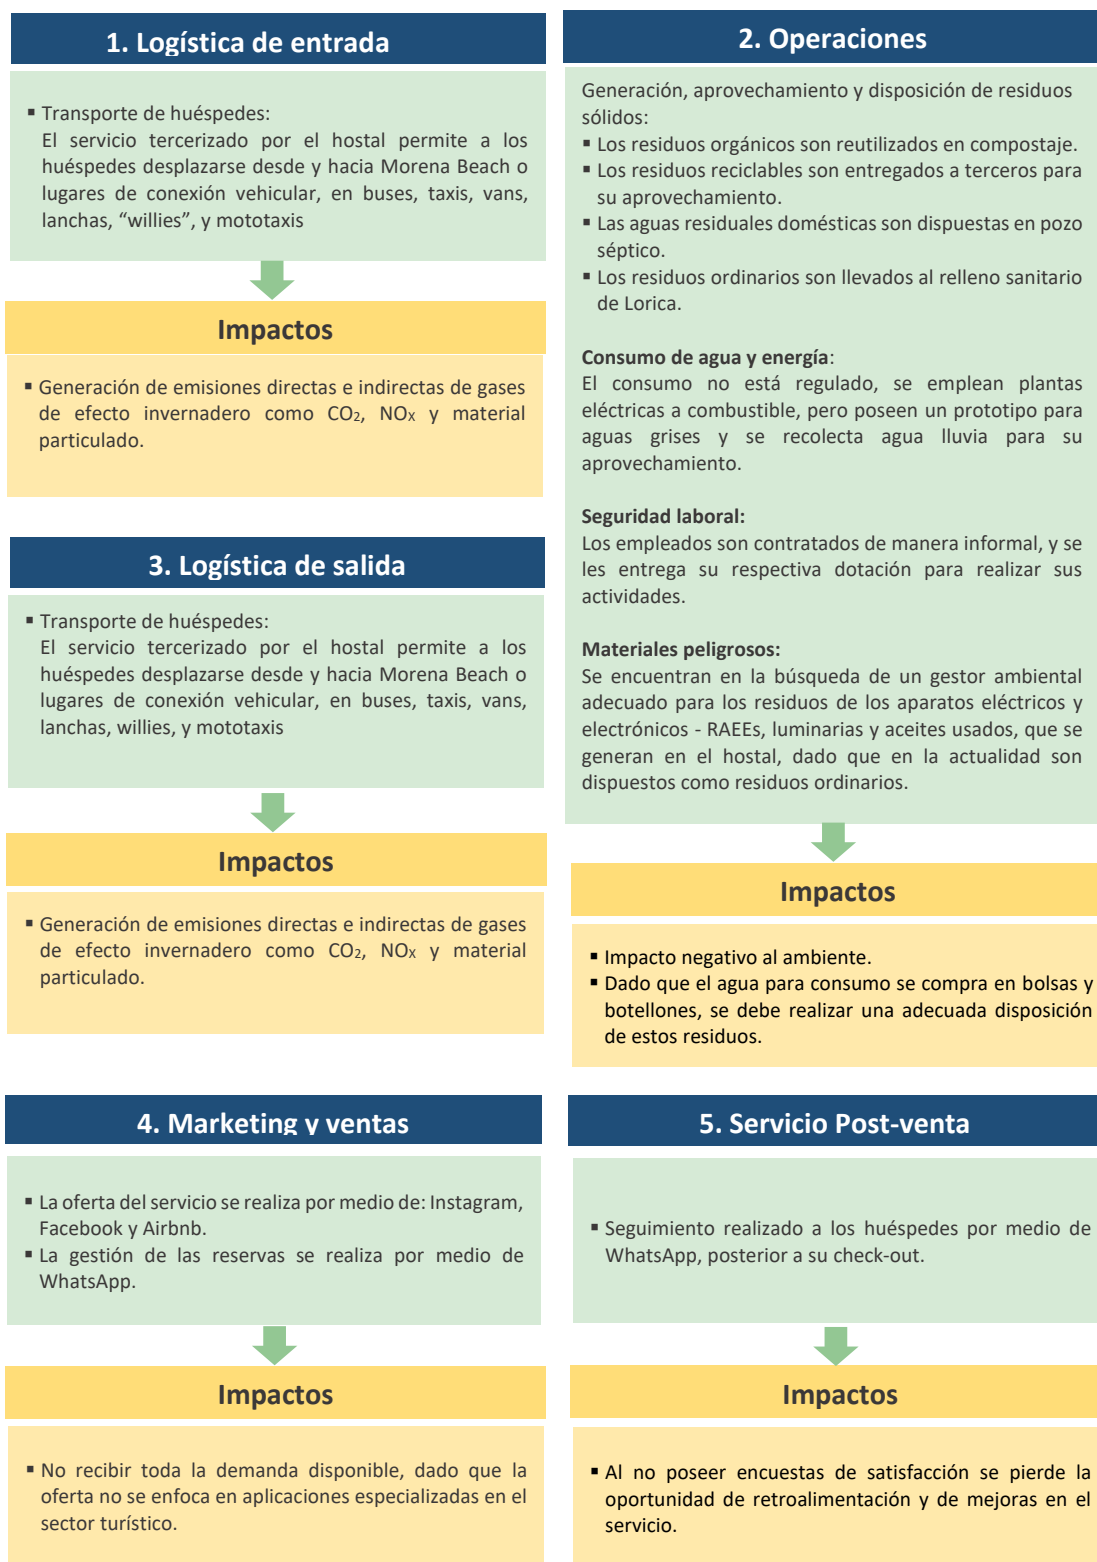 1. Logística de entrada
▪ Transporte de huéspedes:
El servicio tercerizado por el hostal permite a los
huéspedes desplazarse desde y hacia Morena Beach o
lugares de conexión vehicular, en buses, taxis, vans,
lanchas, “willies”, y mototaxis
Impactos
▪ Generación de emisiones directas e indirectas de gases
de efecto invernadero como CO₂, NOₓ y material
particulado.
2. Operaciones
Generación, aprovechamiento y disposición de residuos
sólidos:
▪ Los residuos orgánicos son reutilizados en compostaje.
▪ Los residuos reciclables son entregados a terceros para
su aprovechamiento.
▪ Las aguas residuales domésticas son dispuestas en pozo
séptico.
▪ Los residuos ordinarios son llevados al relleno sanitario
de Lorica.
Consumo de agua y energía:
El consumo no está regulado, se emplean plantas
eléctricas a combustible, pero poseen un prototipo para
aguas grises y se recolecta agua lluvia para su
aprovechamiento.
Seguridad laboral:
Los empleados son contratados de manera informal, y se
les entrega su respectiva dotación para realizar sus
actividades.
Materiales peligrosos:
Se encuentran en la búsqueda de un gestor ambiental
adecuado para los residuos de los aparatos eléctricos y
electrónicos - RAEEs, luminarias y aceites usados, que se
generan en el hostal, dado que en la actualidad son
dispuestos como residuos ordinarios.
Impactos
▪ Impacto negativo al ambiente.
▪ Dado que el agua para consumo se compra en bolsas y
botellones, se debe realizar una adecuada disposición
de estos residuos.
3. Logística de salida
▪ Transporte de huéspedes:
El servicio tercerizado por el hostal permite a los
huéspedes desplazarse desde y hacia Morena Beach o
lugares de conexión vehicular, en buses, taxis, vans,
lanchas, willies, y mototaxis
Impactos
▪ Generación de emisiones directas e indirectas de gases
de efecto invernadero como CO₂, NOₓ y material
particulado.
4. Marketing y ventas
▪ La oferta del servicio se realiza por medio de: Instagram,
Facebook y Airbnb.
▪ La gestión de las reservas se realiza por medio de
WhatsApp.
Impactos
▪ No recibir toda la demanda disponible, dado que la
oferta no se enfoca en aplicaciones especializadas en el
sector turístico.
5. Servicio Post-venta
▪ Seguimiento realizado a los huéspedes por medio de
WhatsApp, posterior a su check-out.
Impactos
▪ Al no poseer encuestas de satisfacción se pierde la
oportunidad de retroalimentación y de mejoras en el
servicio.